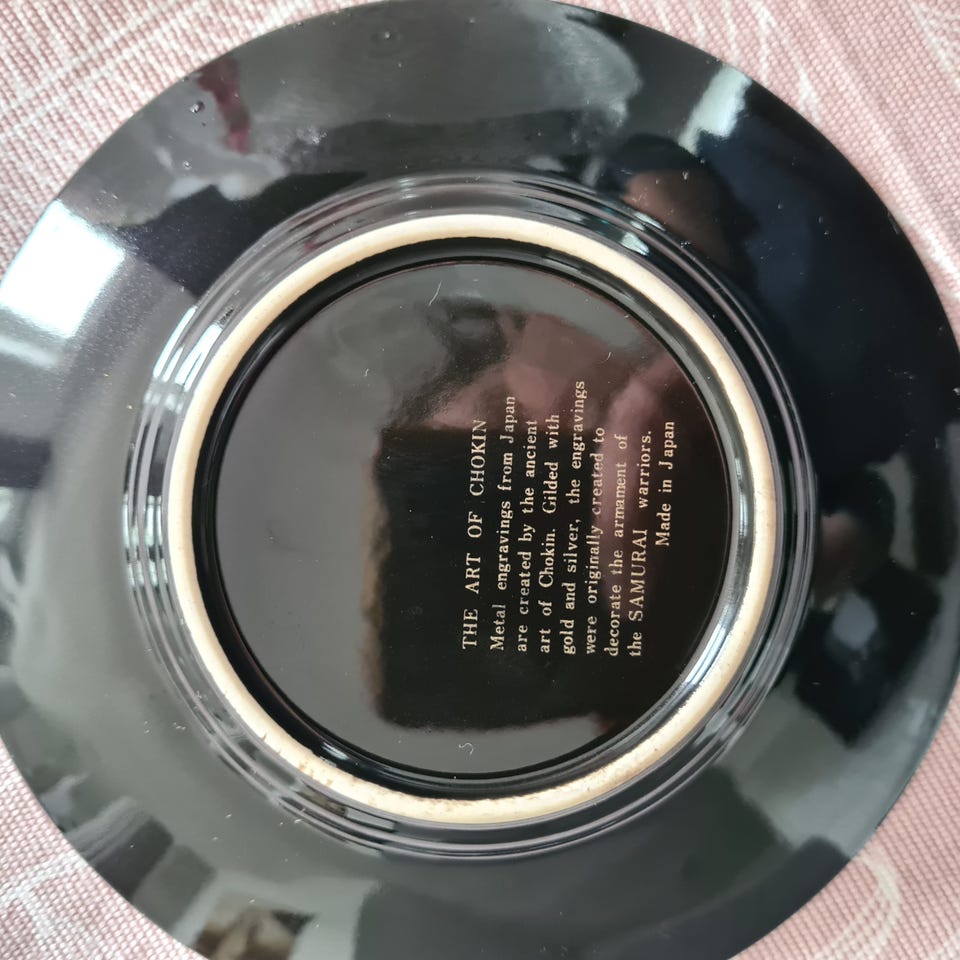 THE ART OF CHOKIN
Metal engravings from Japan
are created by the ancient
art of Chokin. Gilded with
gold and silver, the engravings
were originally created to
decorate the armament of
the SAMURAI warriors.
Made in Japan